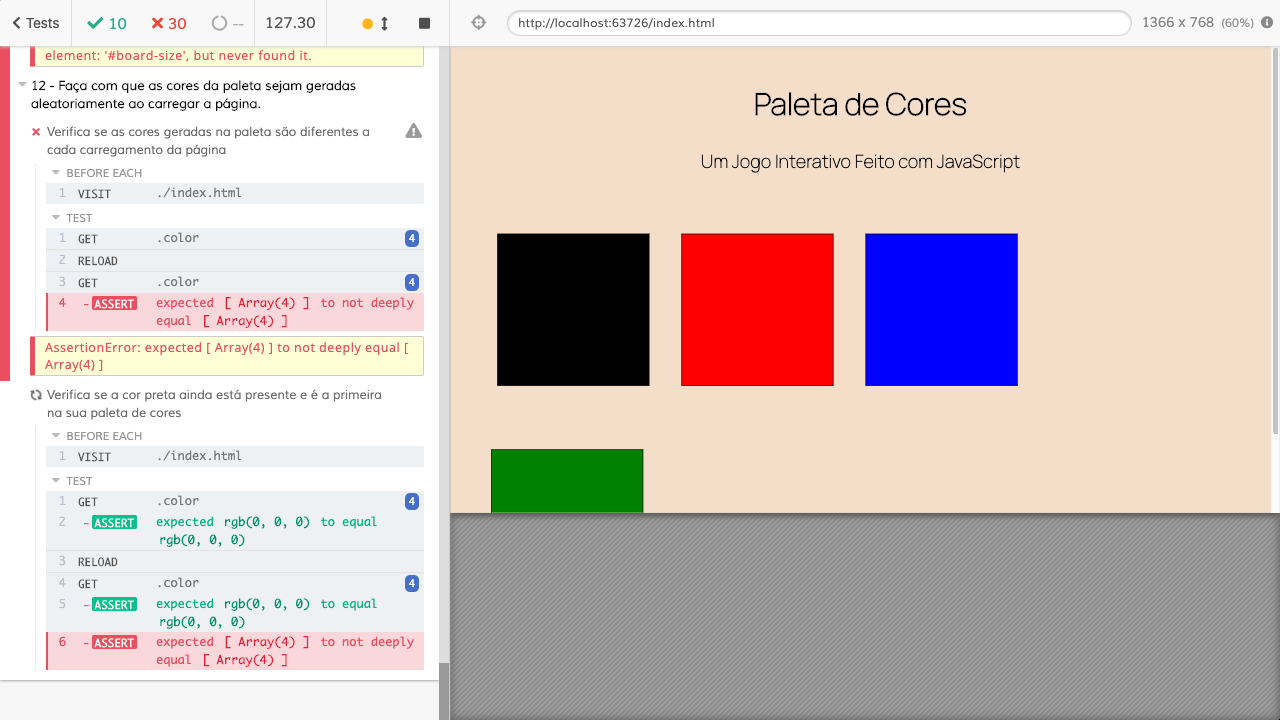 Tests
10
30
--
127.30
http://localhost:63726/index.html
1366 x 768 (60%)
element: '#board-size', but never found it.
12 - Faça com que as cores da paleta sejam geradas
aleatoriamente ao carregar a página.
Verifica se as cores geradas na paleta são diferentes a
cada carregamento da página
BEFORE EACH
1 VISIT ./index.html
TEST
1 GET .color 4
2 RELOAD
3 GET .color 4
4 - ASSERT expected [ Array(4) ] to not deeply
equal [ Array(4) ]
AssertionError: expected [ Array(4) ] to not deeply equal [
Array(4) ]
Verifica se a cor preta ainda está presente e é a primeira
na sua paleta de cores
BEFORE EACH
1 VISIT ./index.html
TEST
1 GET .color 4
2 - ASSERT expected rgb(0, 0, 0) to equal
rgb(0, 0, 0)
3 RELOAD
4 GET .color 4
5 - ASSERT expected rgb(0, 0, 0) to equal
rgb(0, 0, 0)
6 - ASSERT expected [ Array(4) ] to not deeply
equal [ Array(4) ]
Paleta de Cores
Um Jogo Interativo Feito com JavaScript